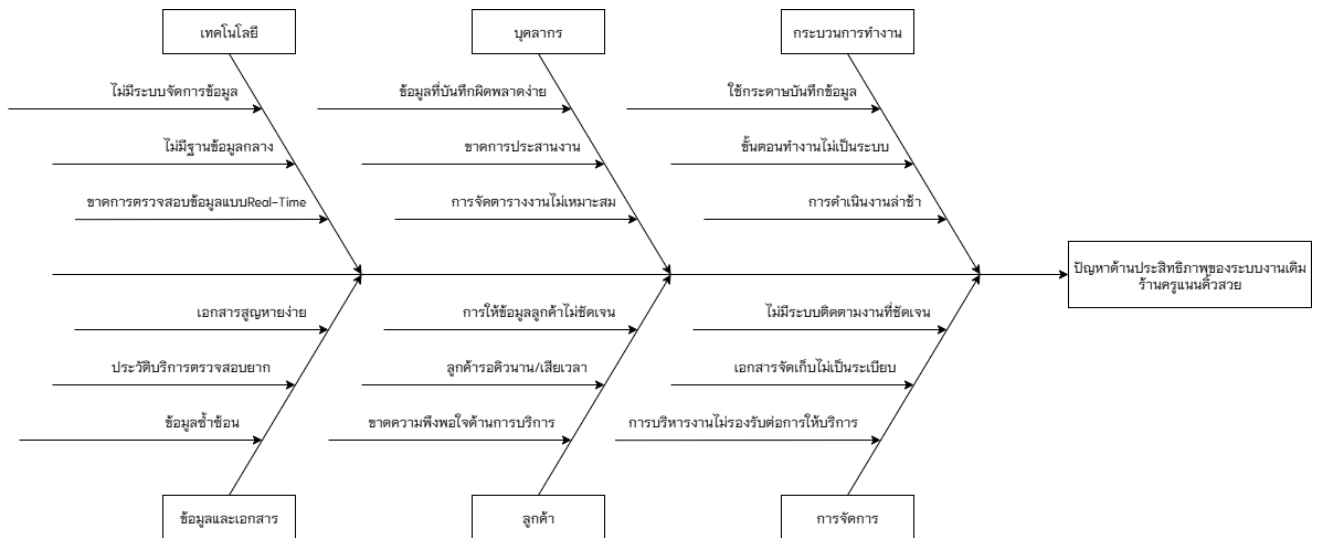 เทคโนโลยี
บุคลากร
กระบวนการทำงาน
ไม่มีระบบจัดการข้อมูล
ข้อมูลที่บันทึกผิดพลาดง่าย
ใช้กระดาษบันทึกข้อมูล
ไม่มีฐานข้อมูลกลาง
ขาดการประสานงาน
ขั้นตอนทำงานไม่เป็นระบบ
ขาดการตรวจสอบข้อมูลแบบReal-Time
การจัดตารางงานไม่เหมาะสม
การดำเนินงานล่าช้า
ปัญหาด้านประสิทธิภาพของระบบงานเดิม
ร้านครูแนนคิ้วสวย
เอกสารสูญหายง่าย
การให้ข้อมูลลูกค้าไม่ชัดเจน
ไม่มีระบบติดตามงานที่ชัดเจน
ประวัติบริการตรวจสอบยาก
ลูกค้ารอคิวนาน/เสียเวลา
เอกสารจัดเก็บไม่เป็นระเบียบ
ข้อมูลซ้ำซ้อน
ขาดความพึงพอใจด้านการบริการ
การบริหารงานไม่รองรับต่อการให้บริการ
ข้อมูลและเอกสาร
ลูกค้า
การจัดการ